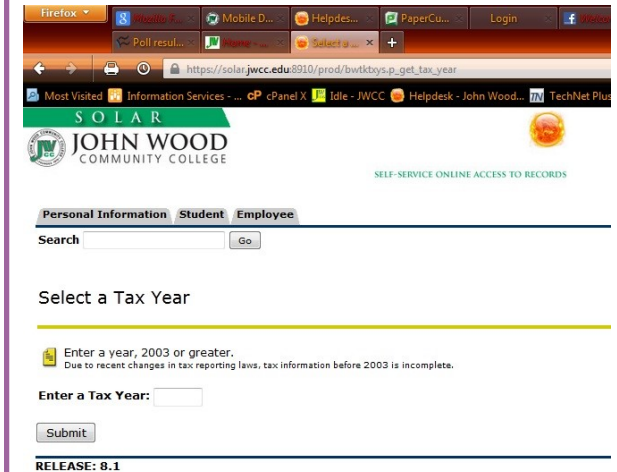 Firefox
Mozilla F... Mobile D... Helpdes... PaperCu... Login
Poll resul... Home - ... Select a ...
https://solar.jwcc.edu:8910/prod/bwtktxys.p_get_tax_year
Most Visited Information Services - ... cPanel X Idle - JWCC Helpdesk - John Wood... TechNet Plus
SOLAR
JWCC JOHN WOOD
COMMUNITY COLLEGE
SELF-SERVICE ONLINE ACCESS TO RECORDS
Personal Information Student Employee
Search Go
Select a Tax Year
Enter a year, 2003 or greater.
Due to recent changes in tax reporting laws, tax information before 2003 is incomplete.
Enter a Tax Year:
Submit
RELEASE: 8.1